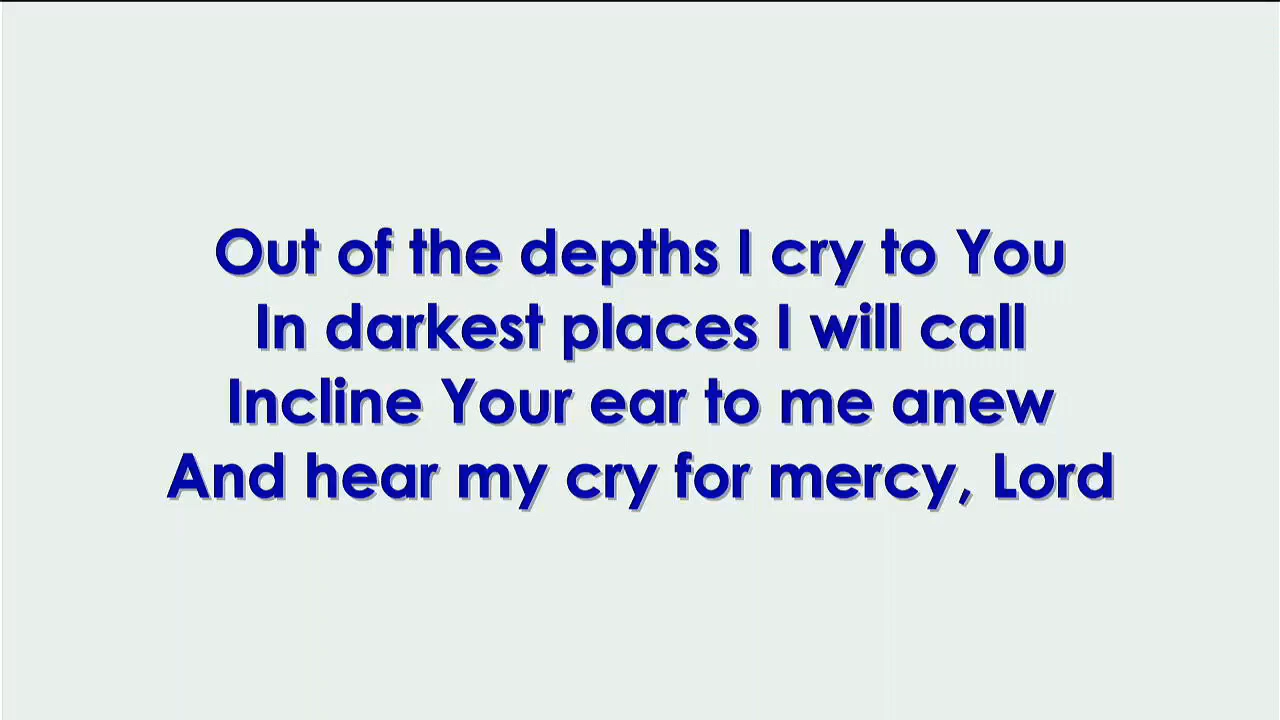 Out of the depths I cry to You
In darkest places I will call
Incline Your ear to me anew
And hear my cry for mercy, Lord